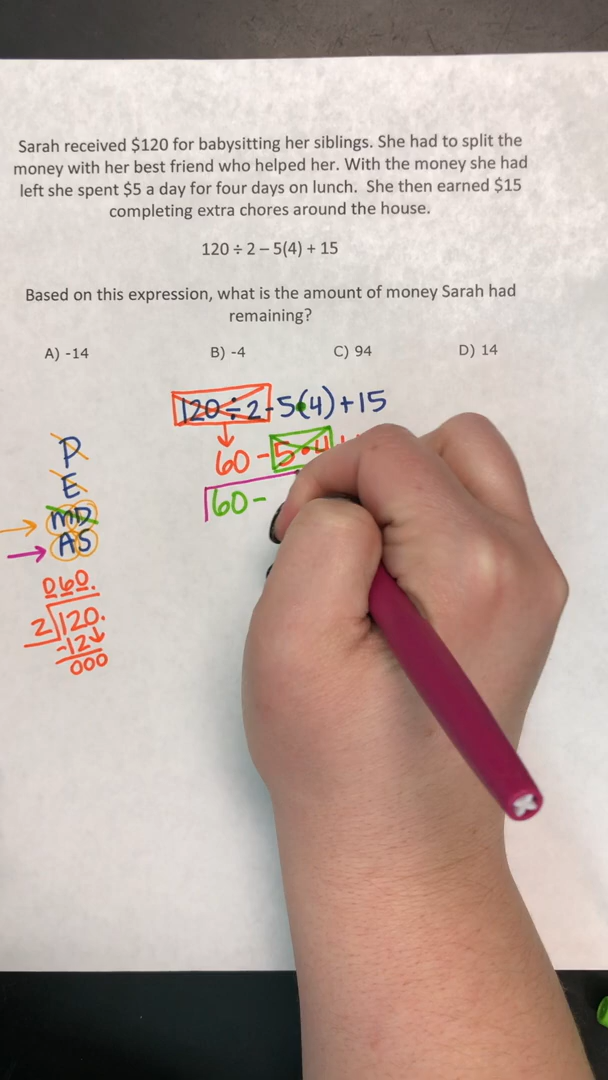 Sarah received $120 for babysitting her siblings. She had to split the
money with her best friend who helped her. With the money she had
left she spent $5 a day for four days on lunch. She then earned $15
completing extra chores around the house.
120 ÷ 2 – 5(4) + 15
Based on this expression, what is the amount of money Sarah had
remaining?
A) -14 B) -4 C) 94 D) 14
120 ÷ 2 - 5(4) + 15
60 - 5 • 4
60 -
P
E
MD
AS
060.
2 120.
-12
000